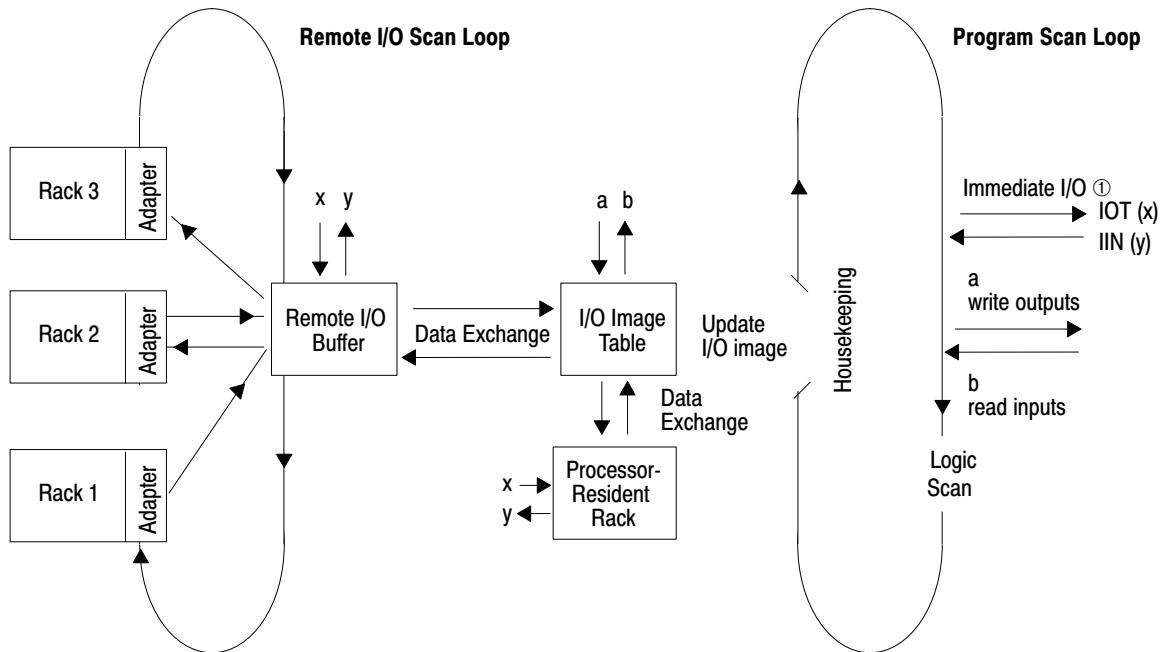 Remote I/O Scan Loop
Program Scan Loop
Rack 3
Adapter
x y
a b
Immediate I/O ①
IOT (x)
IIN (y)
Rack 2
Adapter
Remote I/O
Buffer
Data Exchange
I/O Image
Table
Update
I/O image
Housekeeping
a
write outputs
b
read inputs
Data
Exchange
Rack 1
Adapter
x
y
Processor-
Resident
Rack
Logic
Scan